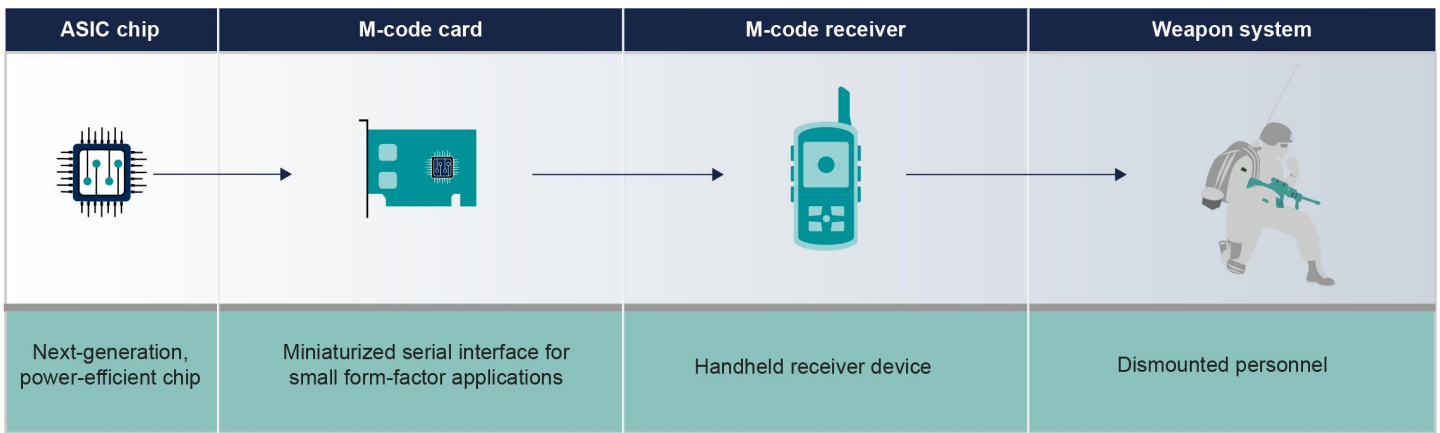 ASIC chip
M-code card
M-code receiver
Weapon system
Next-generation,
power-efficient chip
Miniaturized serial interface for
small form-factor applications
Handheld receiver device
Dismounted personnel